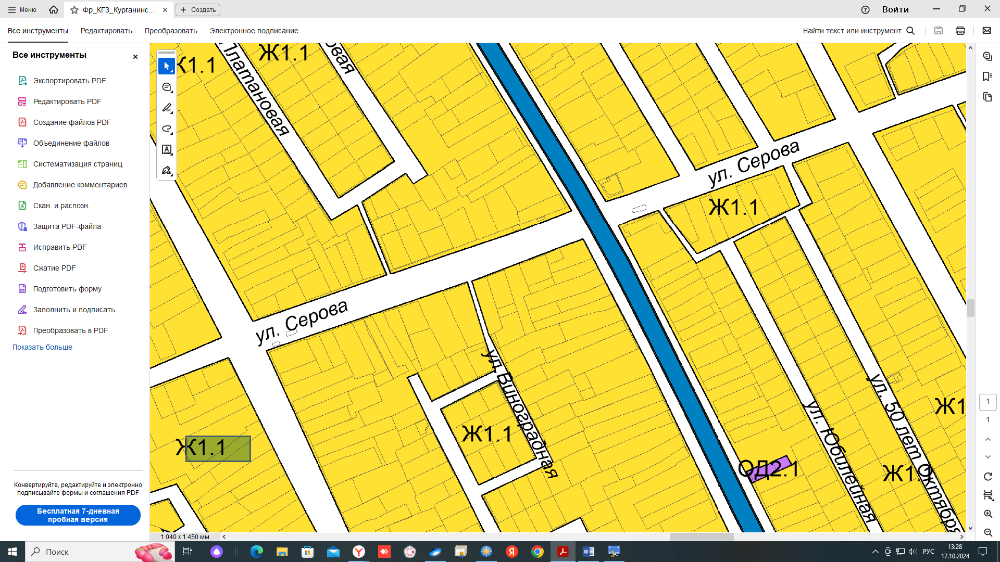 Меню
Фр_КГЗ_Курганинс...
Создать
Войти
Все инструменты
Редактировать
Преобразовать
Электронное подписание
Найти текст или инструмент
Все инструменты
Экспортировать PDF
Редактировать PDF
Создание файлов PDF
Объединение файлов
Систематизация страниц
Добавление комментариев
Скан. и распозн.
Защита PDF-файла
Исправить PDF
Сжатие PDF
Подготовить форму
Заполнить и подписать
Преобразовать в PDF
Показать больше
Конвертируйте, редактируйте и электронно
подписывайте формы и соглашения PDF
Бесплатная 7-дневная
пробная версия
Ж1.1
Ж1.1
Платановая
овая
ул. Серова
Ж1.1
ул. Серова
ул Виноградная
Ж1.1
Ж1.1
ОД2.1
ул. Юбилейная
ул. 50 лет Октябр
Ж1
Ж1.
1
1
1 040 x 1 450 мм
Поиск
РУС
13:28
17.10.2024